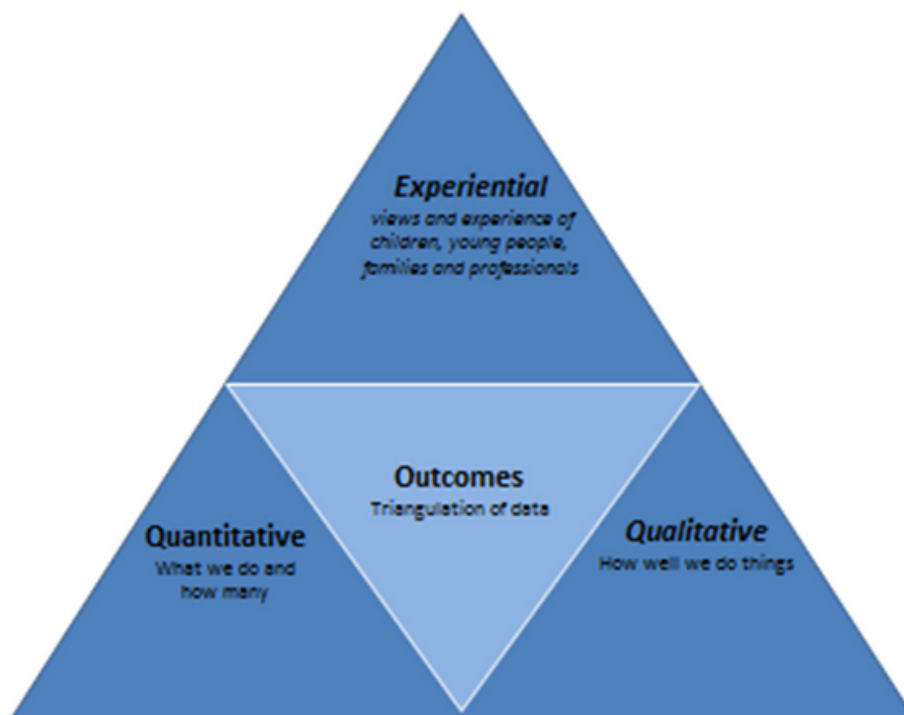 Experiential
views and experience of
children, young people,
families and professionals
Outcomes
Triangulation of data
Quantitative
What we do and
how many
Qualitative
How well we do things